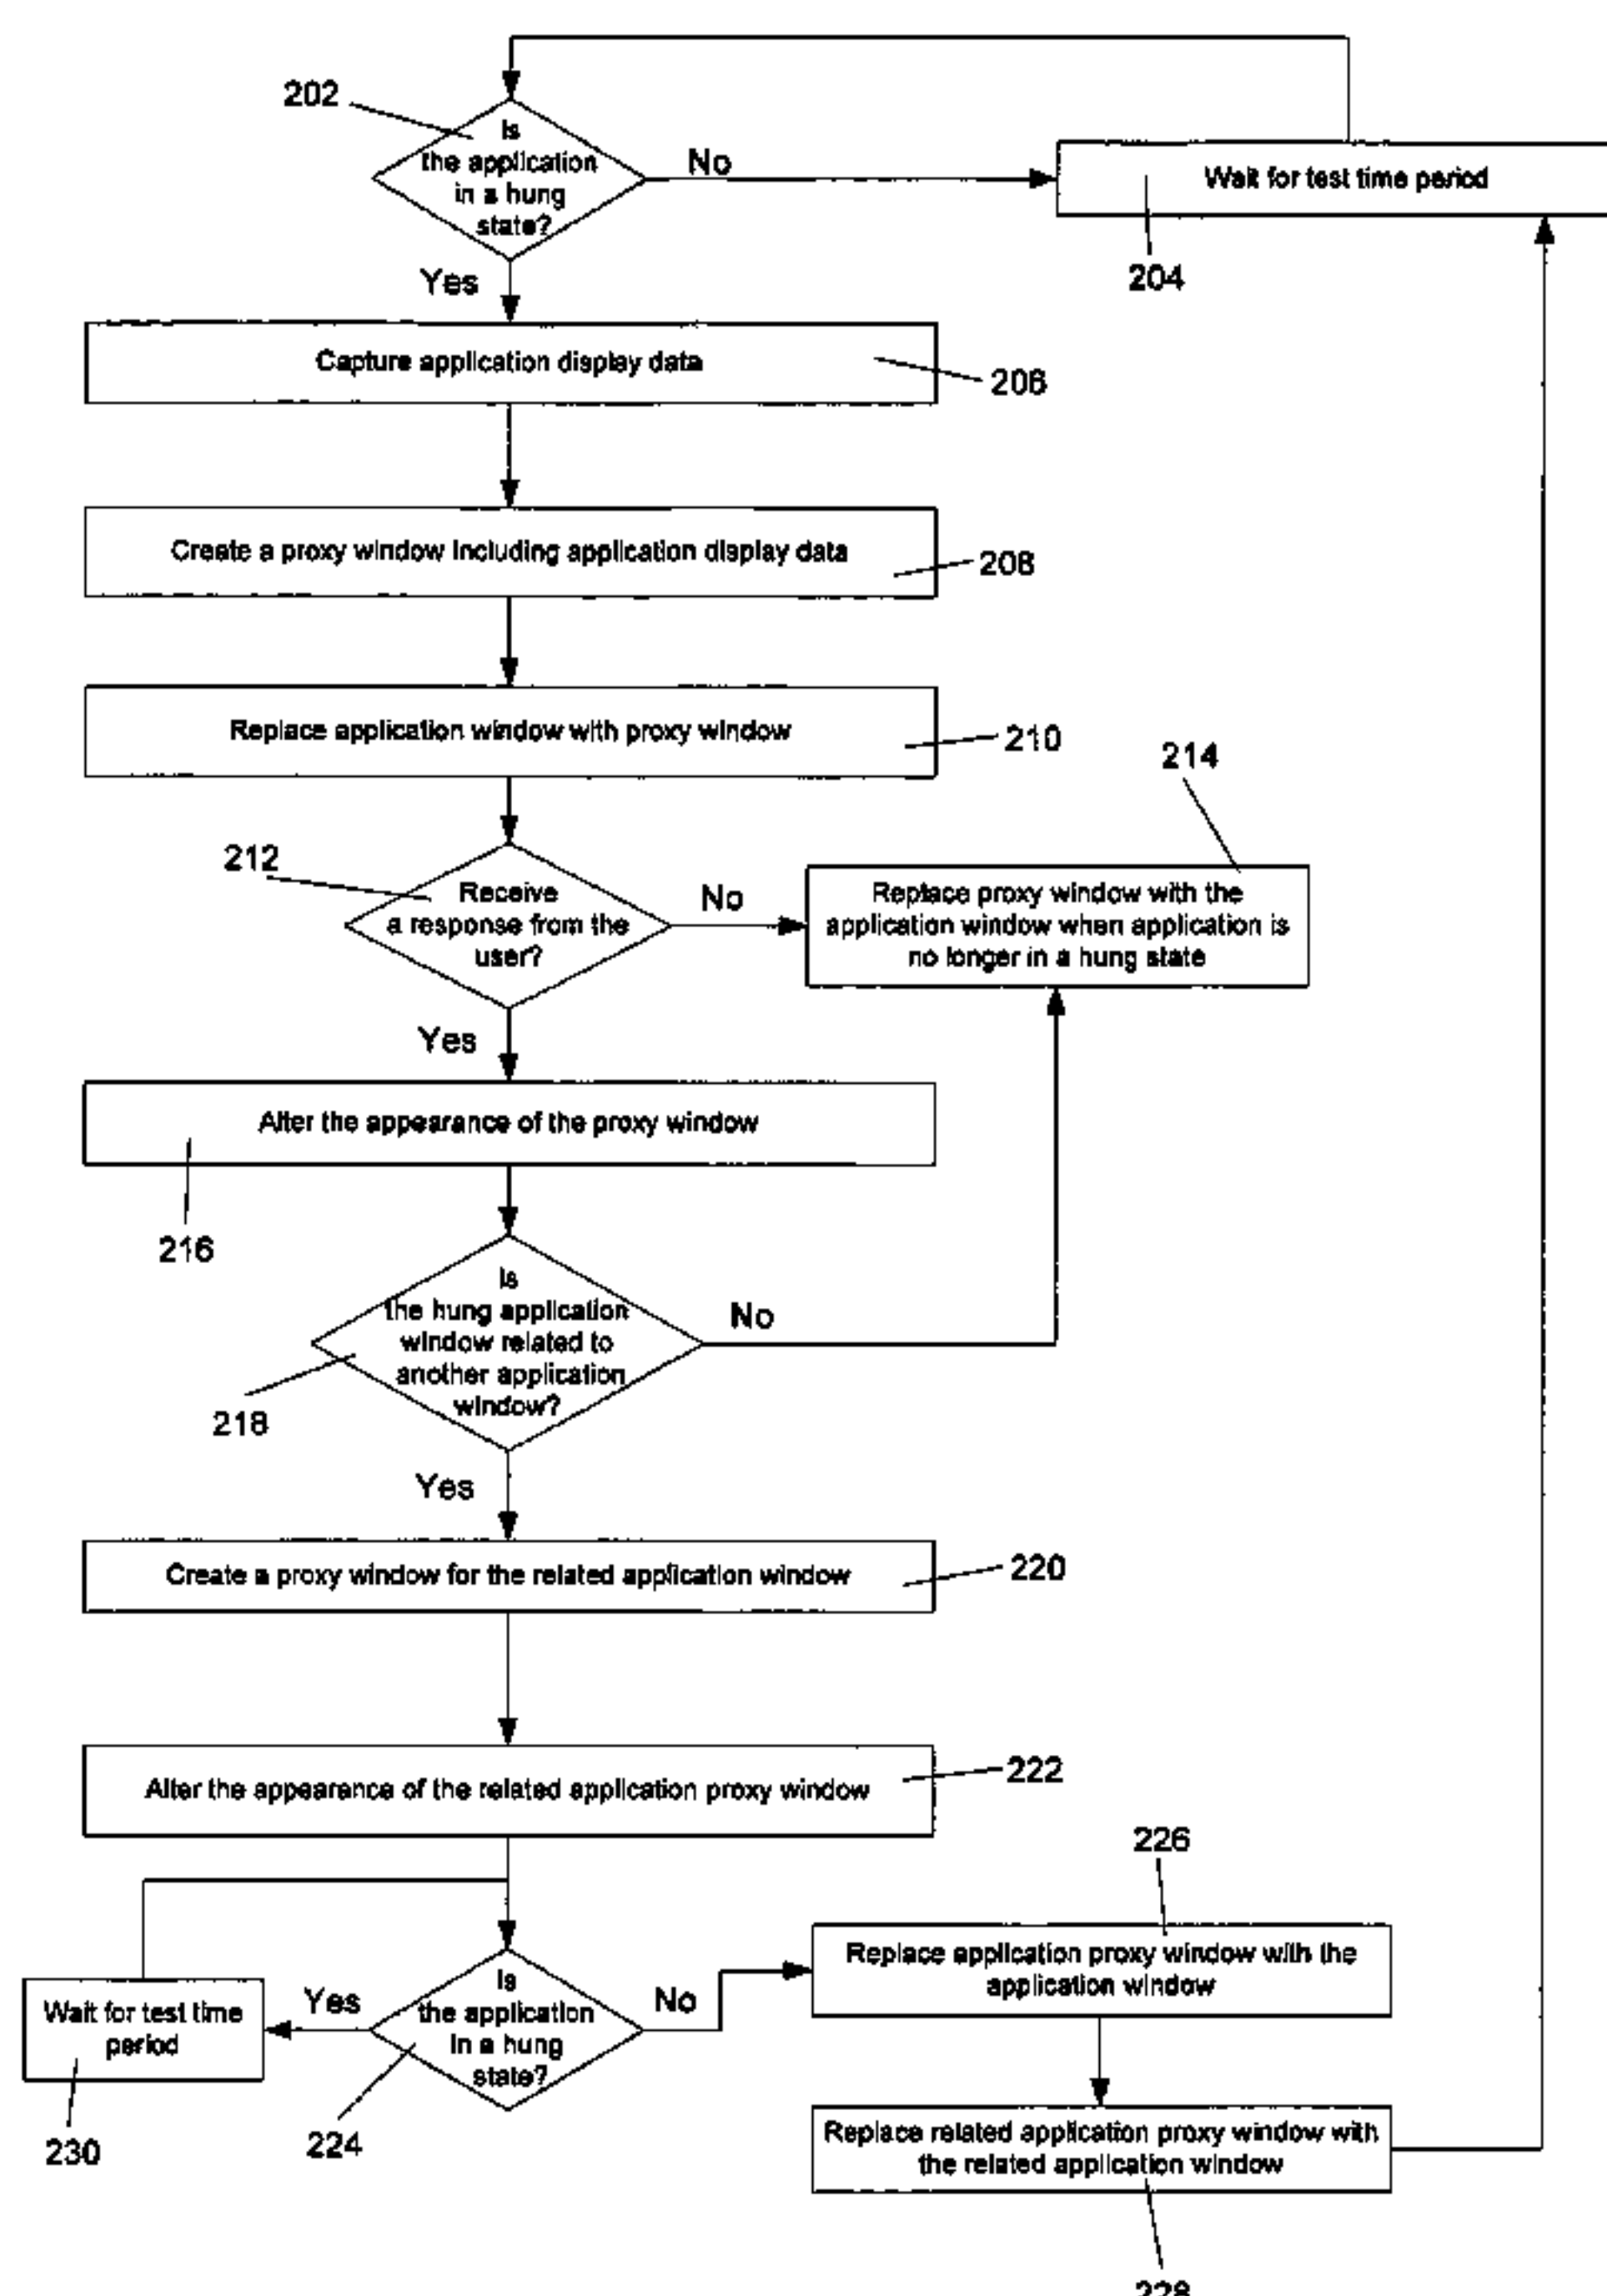 202
Is
the application
in a hung
state?
No
Wait for test time period
204
Yes
Capture application display data
206
Create a proxy window including application display data
208
Replace application window with proxy window
210
214
212
Receive
a response from the
user?
No
Replace proxy window with the
application window when application is
no longer in a hung state
Yes
Alter the appearance of the proxy window
216
Is
the hung application
window related to
another application
window?
No
218
Yes
Create a proxy window for the related application window
220
Alter the appearance of the related application proxy window
222
226
Replace application proxy window with the
application window
Wait for test time
period
Yes
Is
the application
in a hung
state?
No
230
224
Replace related application proxy window with
the related application window
228